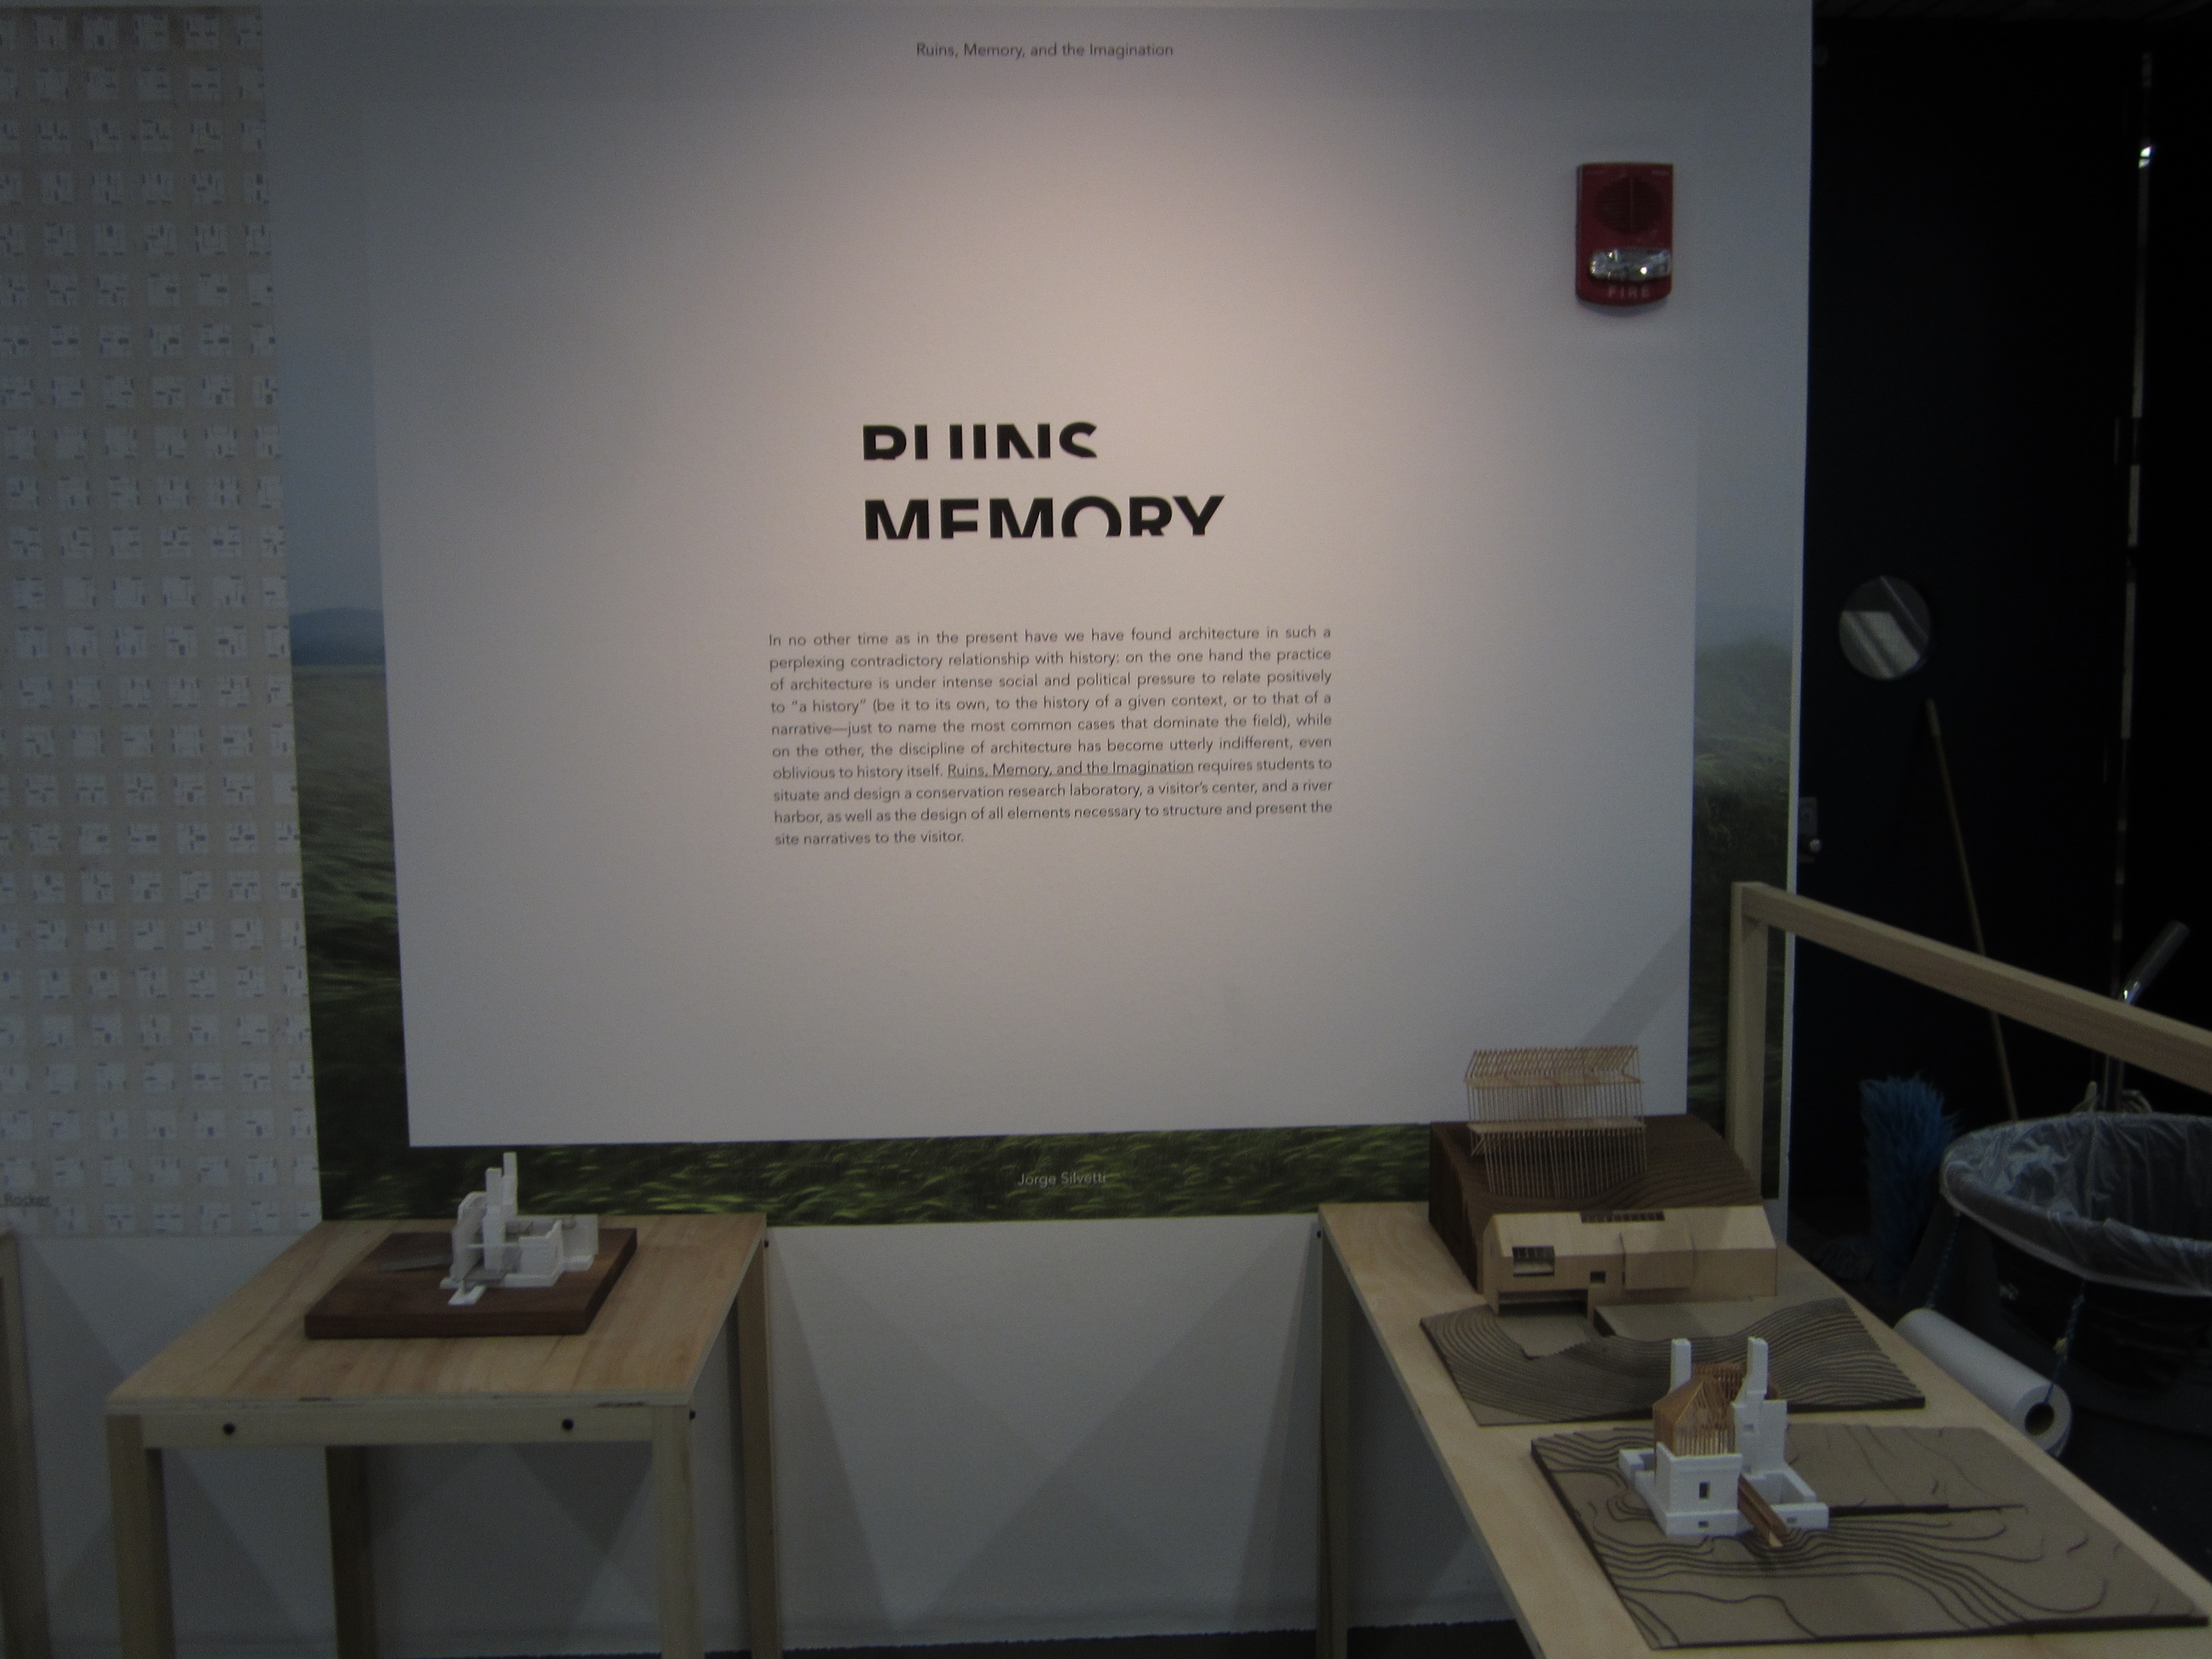 Ruins, Memory, and the Imagination
FIRE
RUINS
MEMORY
In no other time as in the present have we have found architecture in such a
perplexing contradictory relationship with history: on the one hand the practice
of architecture is under intense social and political pressure to relate positively
to “a history” (be it to its own, to the history of a given context, or to that of a
narrative—just to name the most common cases that dominate the field), while
on the other, the discipline of architecture has become utterly indifferent, even
oblivious to history itself. Ruins, Memory, and the Imagination requires students to
situate and design a conservation research laboratory, a visitor's center, and a river
harbor, as well as the design of all elements necessary to structure and present the
site narratives to the visitor.
Jorge Silvetti
Rocker